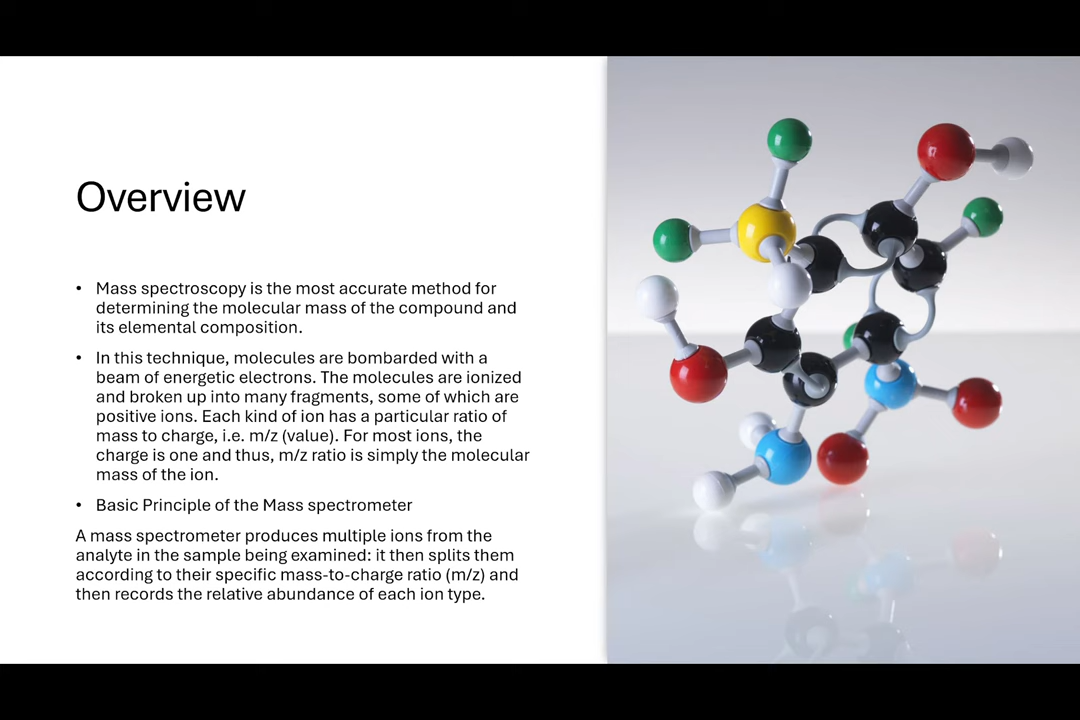 Overview
• Mass spectroscopy is the most accurate method for
determining the molecular mass of the compound and
its elemental composition.
• In this technique, molecules are bombarded with a
beam of energetic electrons. The molecules are ionized
and broken up into many fragments, some of which are
positive ions. Each kind of ion has a particular ratio of
mass to charge, i.e. m/z (value). For most ions, the
charge is one and thus, m/z ratio is simply the molecular
mass of the ion.
• Basic Principle of the Mass spectrometer
A mass spectrometer produces multiple ions from the
analyte in the sample being examined: it then splits them
according to their specific mass-to-charge ratio (m/z) and
then records the relative abundance of each ion type.